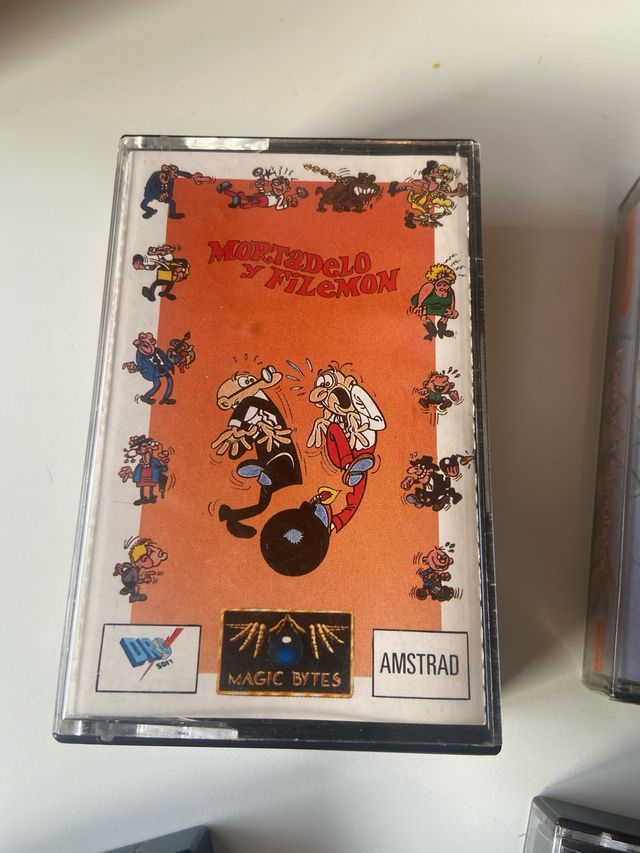 MORTADELO
Y FILEMON
DRO
SOFT
MAGIC BYTES
AMSTRAD